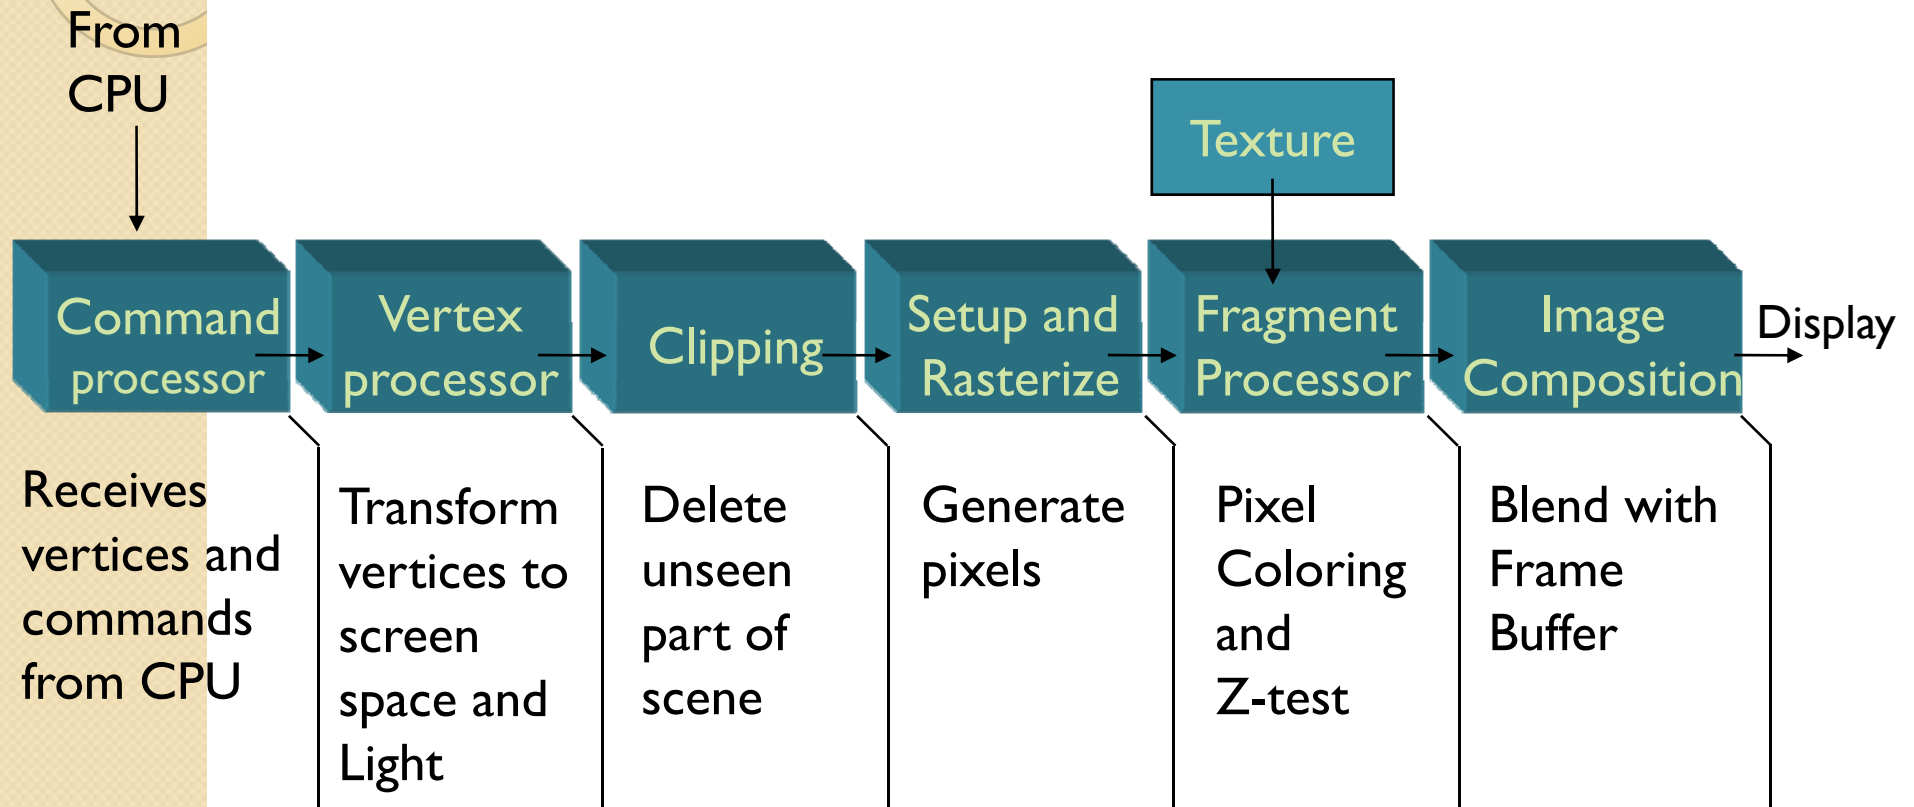 From
CPU
Texture
Command
processor
Vertex
processor
Clipping
Setup and
Rasterize
Fragment
Processor
Image
Composition
Display
Receives
vertices and
commands
from CPU
Transform
vertices to
screen
space and
Light
Delete
unseen
part of
scene
Generate
pixels
Pixel
Coloring
and
Z-test
Blend with
Frame
Buffer